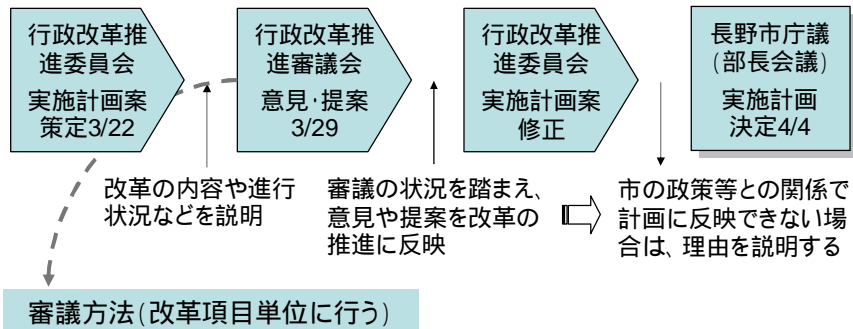 行政改革推
進委員会
実施計画案
策定3/22
行政改革推
進審議会
意見・提案
3/29
行政改革推
進委員会
実施計画案
修正
長野市庁議
(部長会議)
実施計画
決定4/4
改革の内容や進行
状況などを説明
審議の状況を踏まえ、
意見や提案を改革の
推進に反映
市の政策等との関係で
計画に反映できない場
合は、理由を説明する
審議方法(改革項目単位に行う)